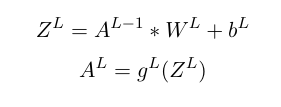 Z^L = A^{L-1} * W^L + b^L
A^L = g^L(Z^L)